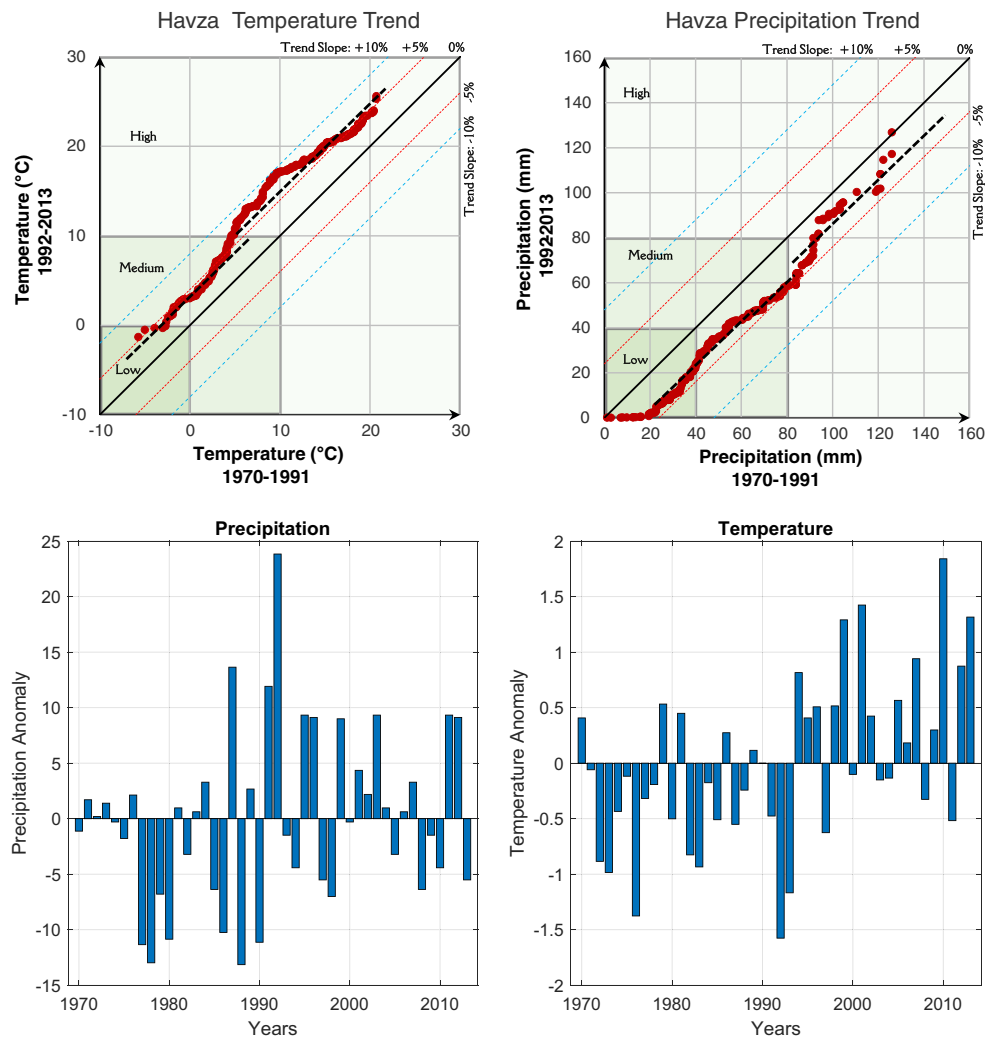 Havza Temperature Trend
Trend Slope: +10% +5% 0%
30
20
10
0
-10
-10 0 10 20 30
High
Medium
Low
-5%
Trend Slope: -10%
Temperature (°C)
1992-2013
Temperature (°C)
1970-1991
Havza Precipitation Trend
Trend Slope: +10% +5% 0%
160
140
120
100
80
60
40
20
0
0 20 40 60 80 100 120 140 160
High
Medium
Low
-5%
Trend Slope: -10%
Precipitation (mm)
1992-2013
Precipitation (mm)
1970-1991
Precipitation
25
20
15
10
5
0
-5
-10
-15
1970 1980 1990 2000 2010
Precipitation Anomaly
Years
Temperature
2
1.5
1
0.5
0
-0.5
-1
-1.5
-2
1970 1980 1990 2000 2010
Temperature Anomaly
Years